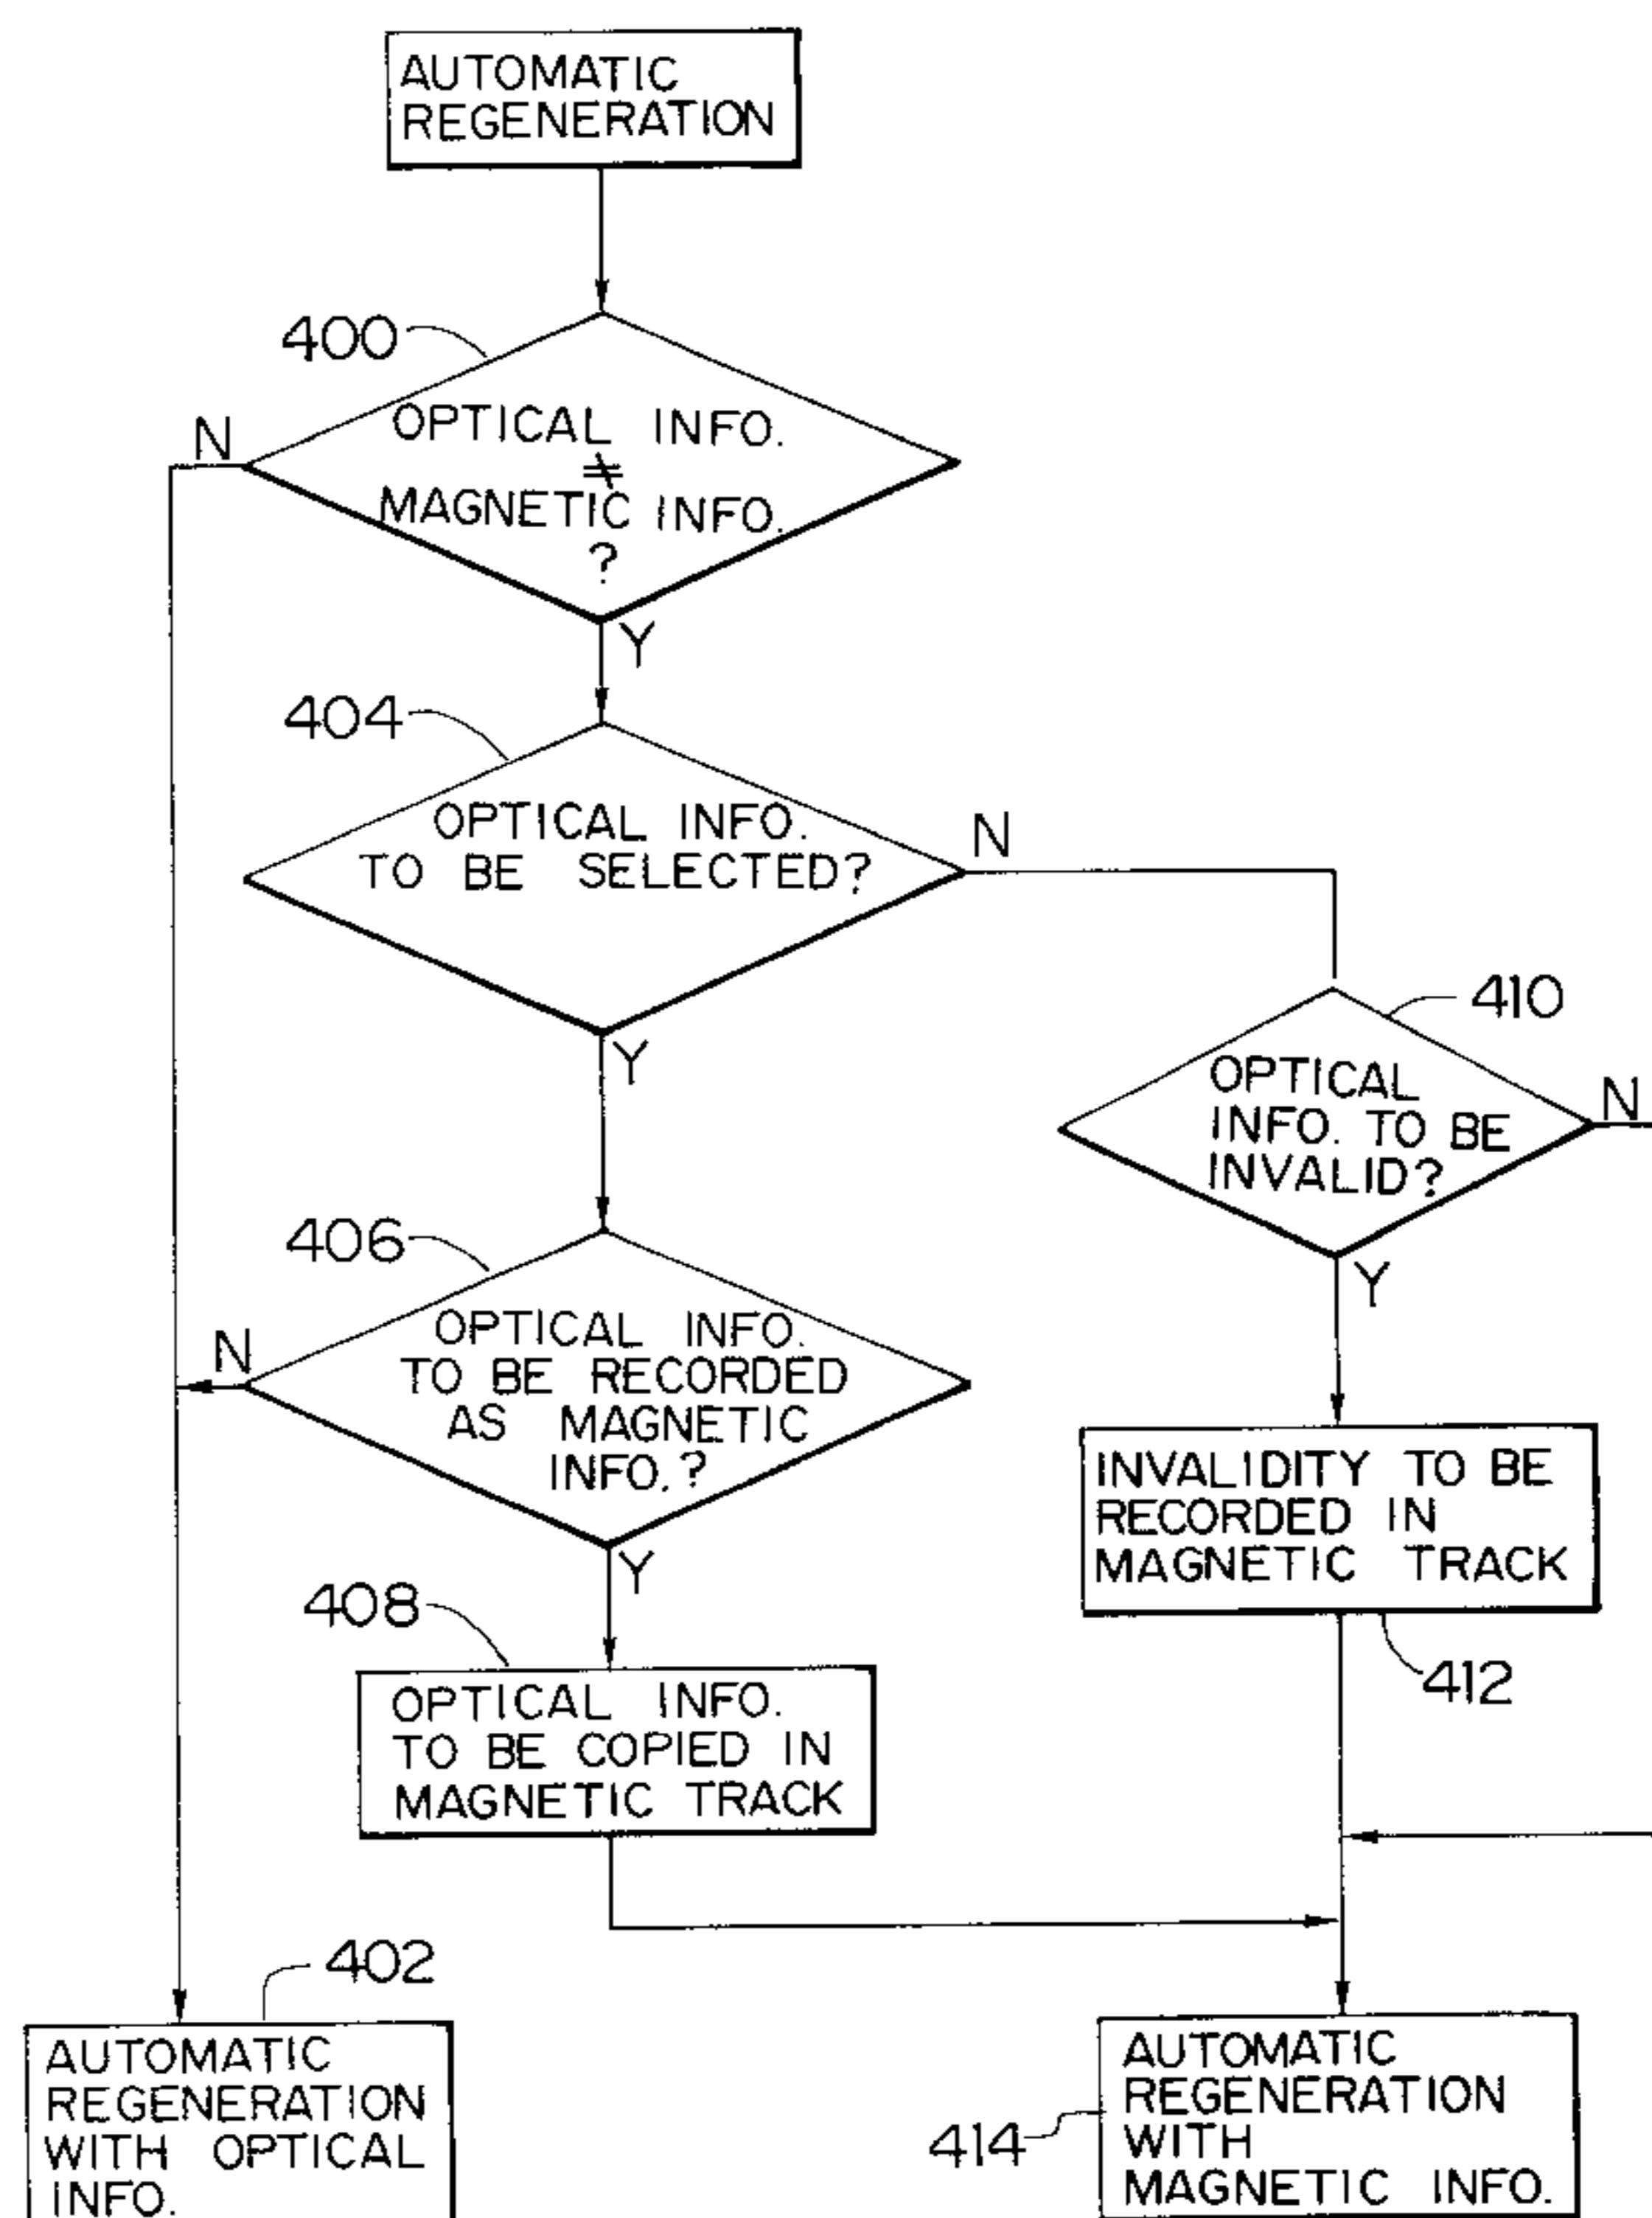 AUTOMATIC
REGENERATION
400
N
OPTICAL INFO.
≠
MAGNETIC INFO.
?
Y
404
OPTICAL INFO.
TO BE SELECTED?
N
Y
410
OPTICAL
INFO. TO BE
INVALID?
N
Y
406
N
OPTICAL INFO.
TO BE RECORDED
AS MAGNETIC
INFO.?
Y
INVALIDITY TO BE
RECORDED IN
MAGNETIC TRACK
412
408
OPTICAL INFO.
TO BE COPIED IN
MAGNETIC TRACK
402
AUTOMATIC
REGENERATION
WITH OPTICAL
INFO.
414
AUTOMATIC
REGENERATION
WITH
MAGNETIC INFO.